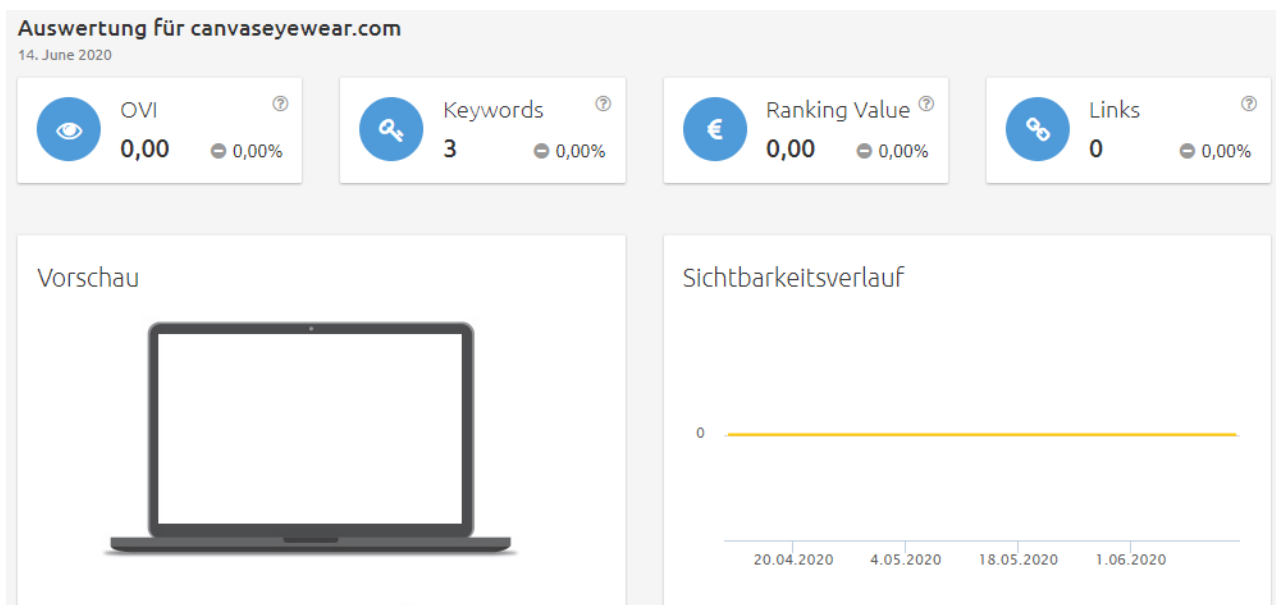 Auswertung für canvaseyewear.com
14. June 2020
OVI
0,00
0,00%
Keywords
3
0,00%
Ranking Value
0,00
0,00%
Links
0
0,00%
Vorschau
Sichtbarkeitsverlauf
0
20.04.2020 4.05.2020 18.05.2020 1.06.2020